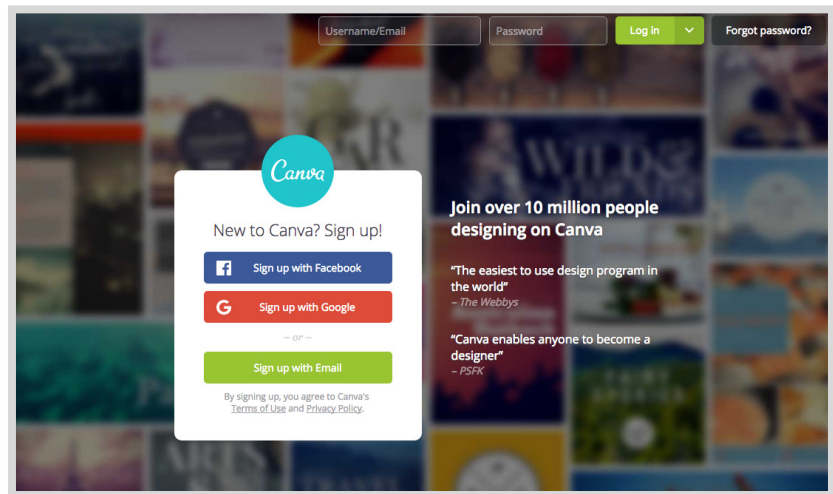 Username/Email
Password
Log in
Forgot password?
Canva
New to Canva? Sign up!
Sign up with Facebook
G
Sign up with Google
– or –
Sign up with Email
By signing up, you agree to Canva's
Terms of Use and Privacy Policy.
Join over 10 million people
designing on Canva
“The easiest to use design program in
the world”
– The Webbys
“Canva enables anyone to become a
designer”
– PSFK
WILD &